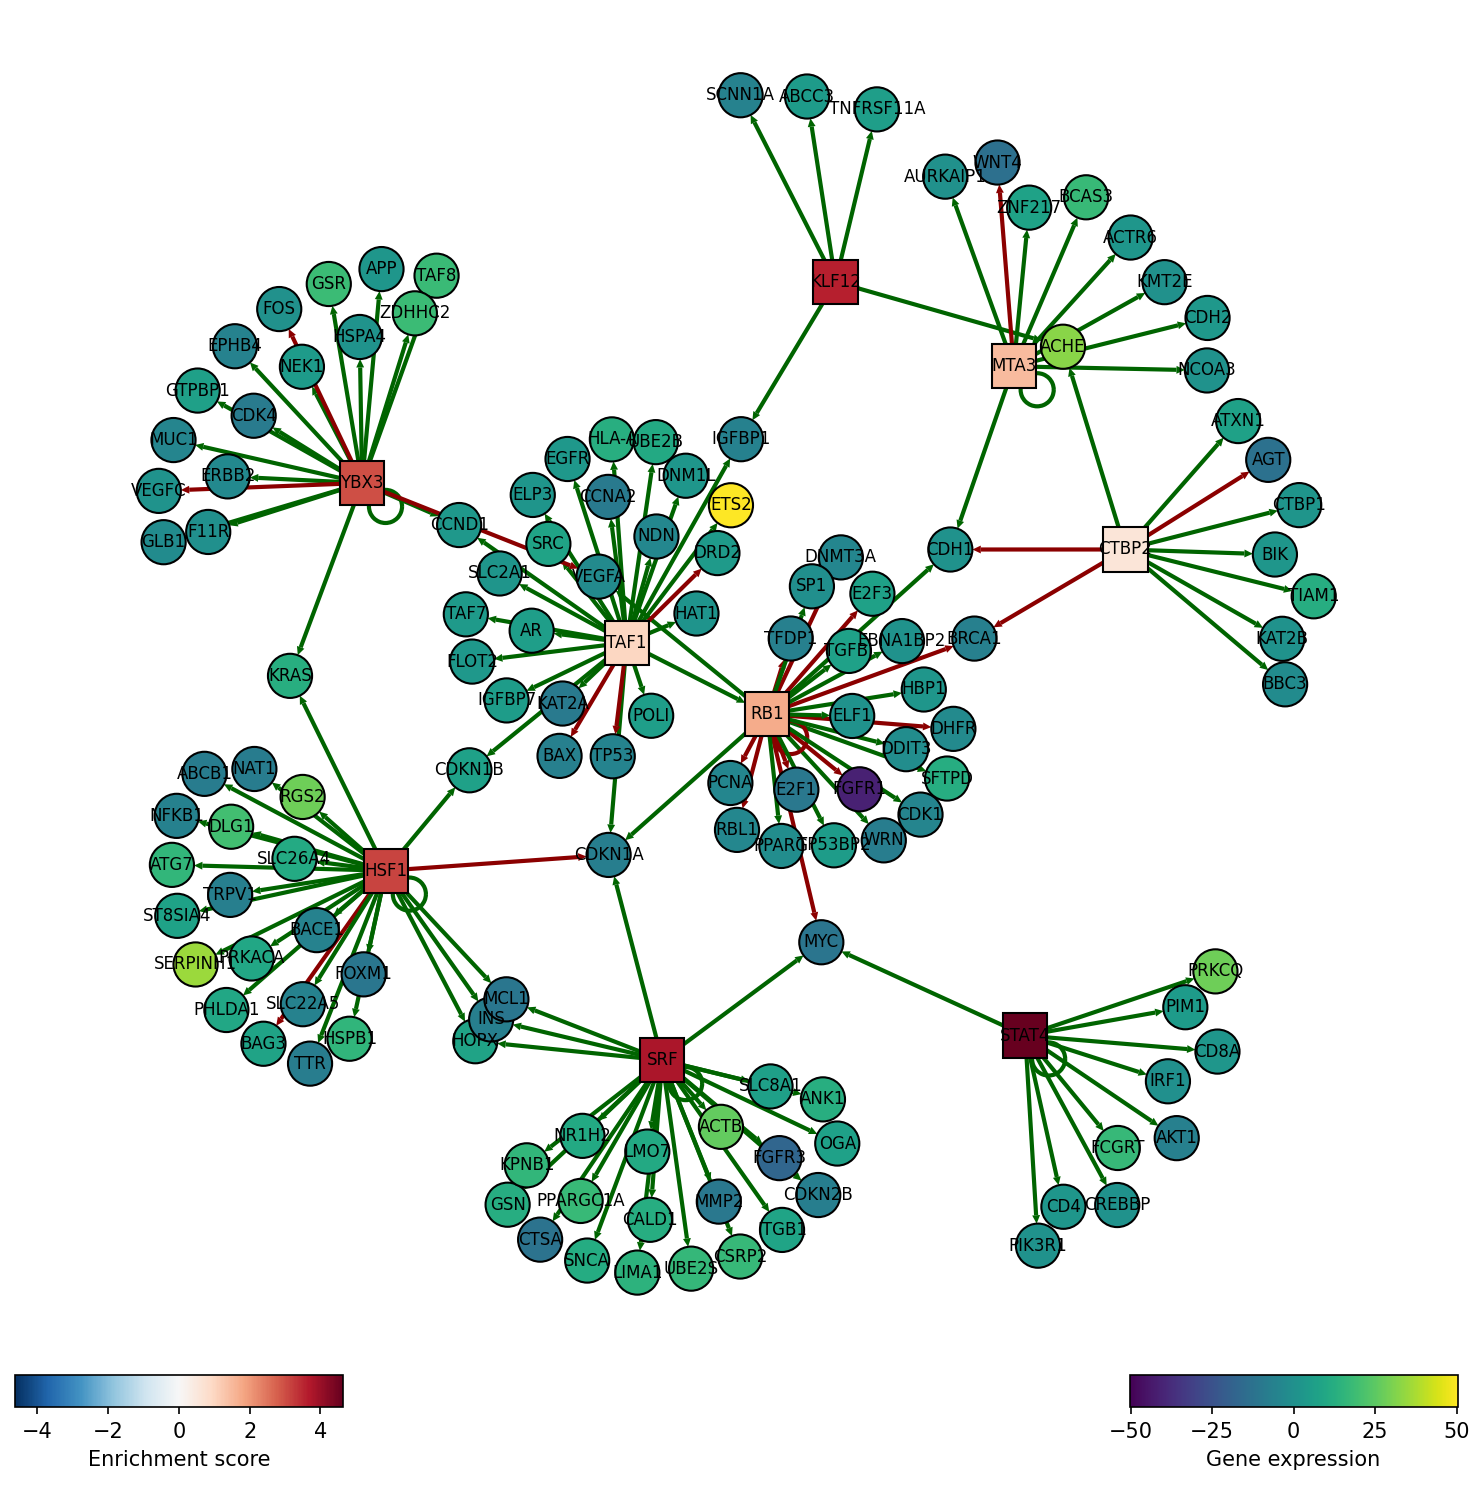 SCNN1A
ABCC3
TNFRSF11A
AURKAIP1
WNT4
ZNF217
BCAS3
ACTR6
KMT2E
CDH2
NCOA3
KLF12
ACHE
MTA3
APP
TAF8
GSR
ZDHHC2
FOS
HSPA4
EPHB4
NEK1
GTPBP1
CDK4
MUC1
ERBB2
VEGFC
YBX3
GLB1
F11R
CCND1
HLA-A
UBE2B
IGFBP1
EGFR
DNM1L
ELP3
CCNA2
ETS2
SRC
NDN
DRD2
SLC2A1
VEGFA
TAF7
AR
HAT1
FLOT2
TAF1
IGFBP7
KAT2A
POLI
BAX
TP53
ATXN1
AGT
CTBP1
CTBP2
BIK
TIAM1
KAT2B
BBC3
CDH1
BRCA1
DNMT3A
SP1
E2F3
TFDP1
TGFB1
EBNA1BP2
HBP1
RB1
ELF1
DHFR
DDIT3
SFTPD
PCNA
E2F1
FGFR1
CDK1
RBL1
PPARG
TP53BP2
WRN
KRAS
CDKN1B
ABCB1
NAT1
RGS2
NFKB1
DLG1
ATG7
SLC26A4
HSF1
CDKN1A
TRPV1
ST8SIA4
BACE1
SERPINH1
PRKACA
FOXM1
PHLDA1
SLC22A5
BAG3
HSPB1
TTR
MCL1
INS
HOPX
MYC
SRF
SLC8A1
ANK1
ACTB
OGA
NR1H2
LMO7
FGFR3
KPNB1
GSN
PPARGC1A
MMP2
CDKN2B
CTSA
CALD1
ITGB1
SNCA
LIMA1
UBE2S
CSRP2
PRKCQ
PIM1
STAT4
CD8A
IRF1
AKT1
FCGRT
CD4
CREBBP
PIK3R1
−4 −2 0 2 4
Enrichment score
−50 −25 0 25 50
Gene expression